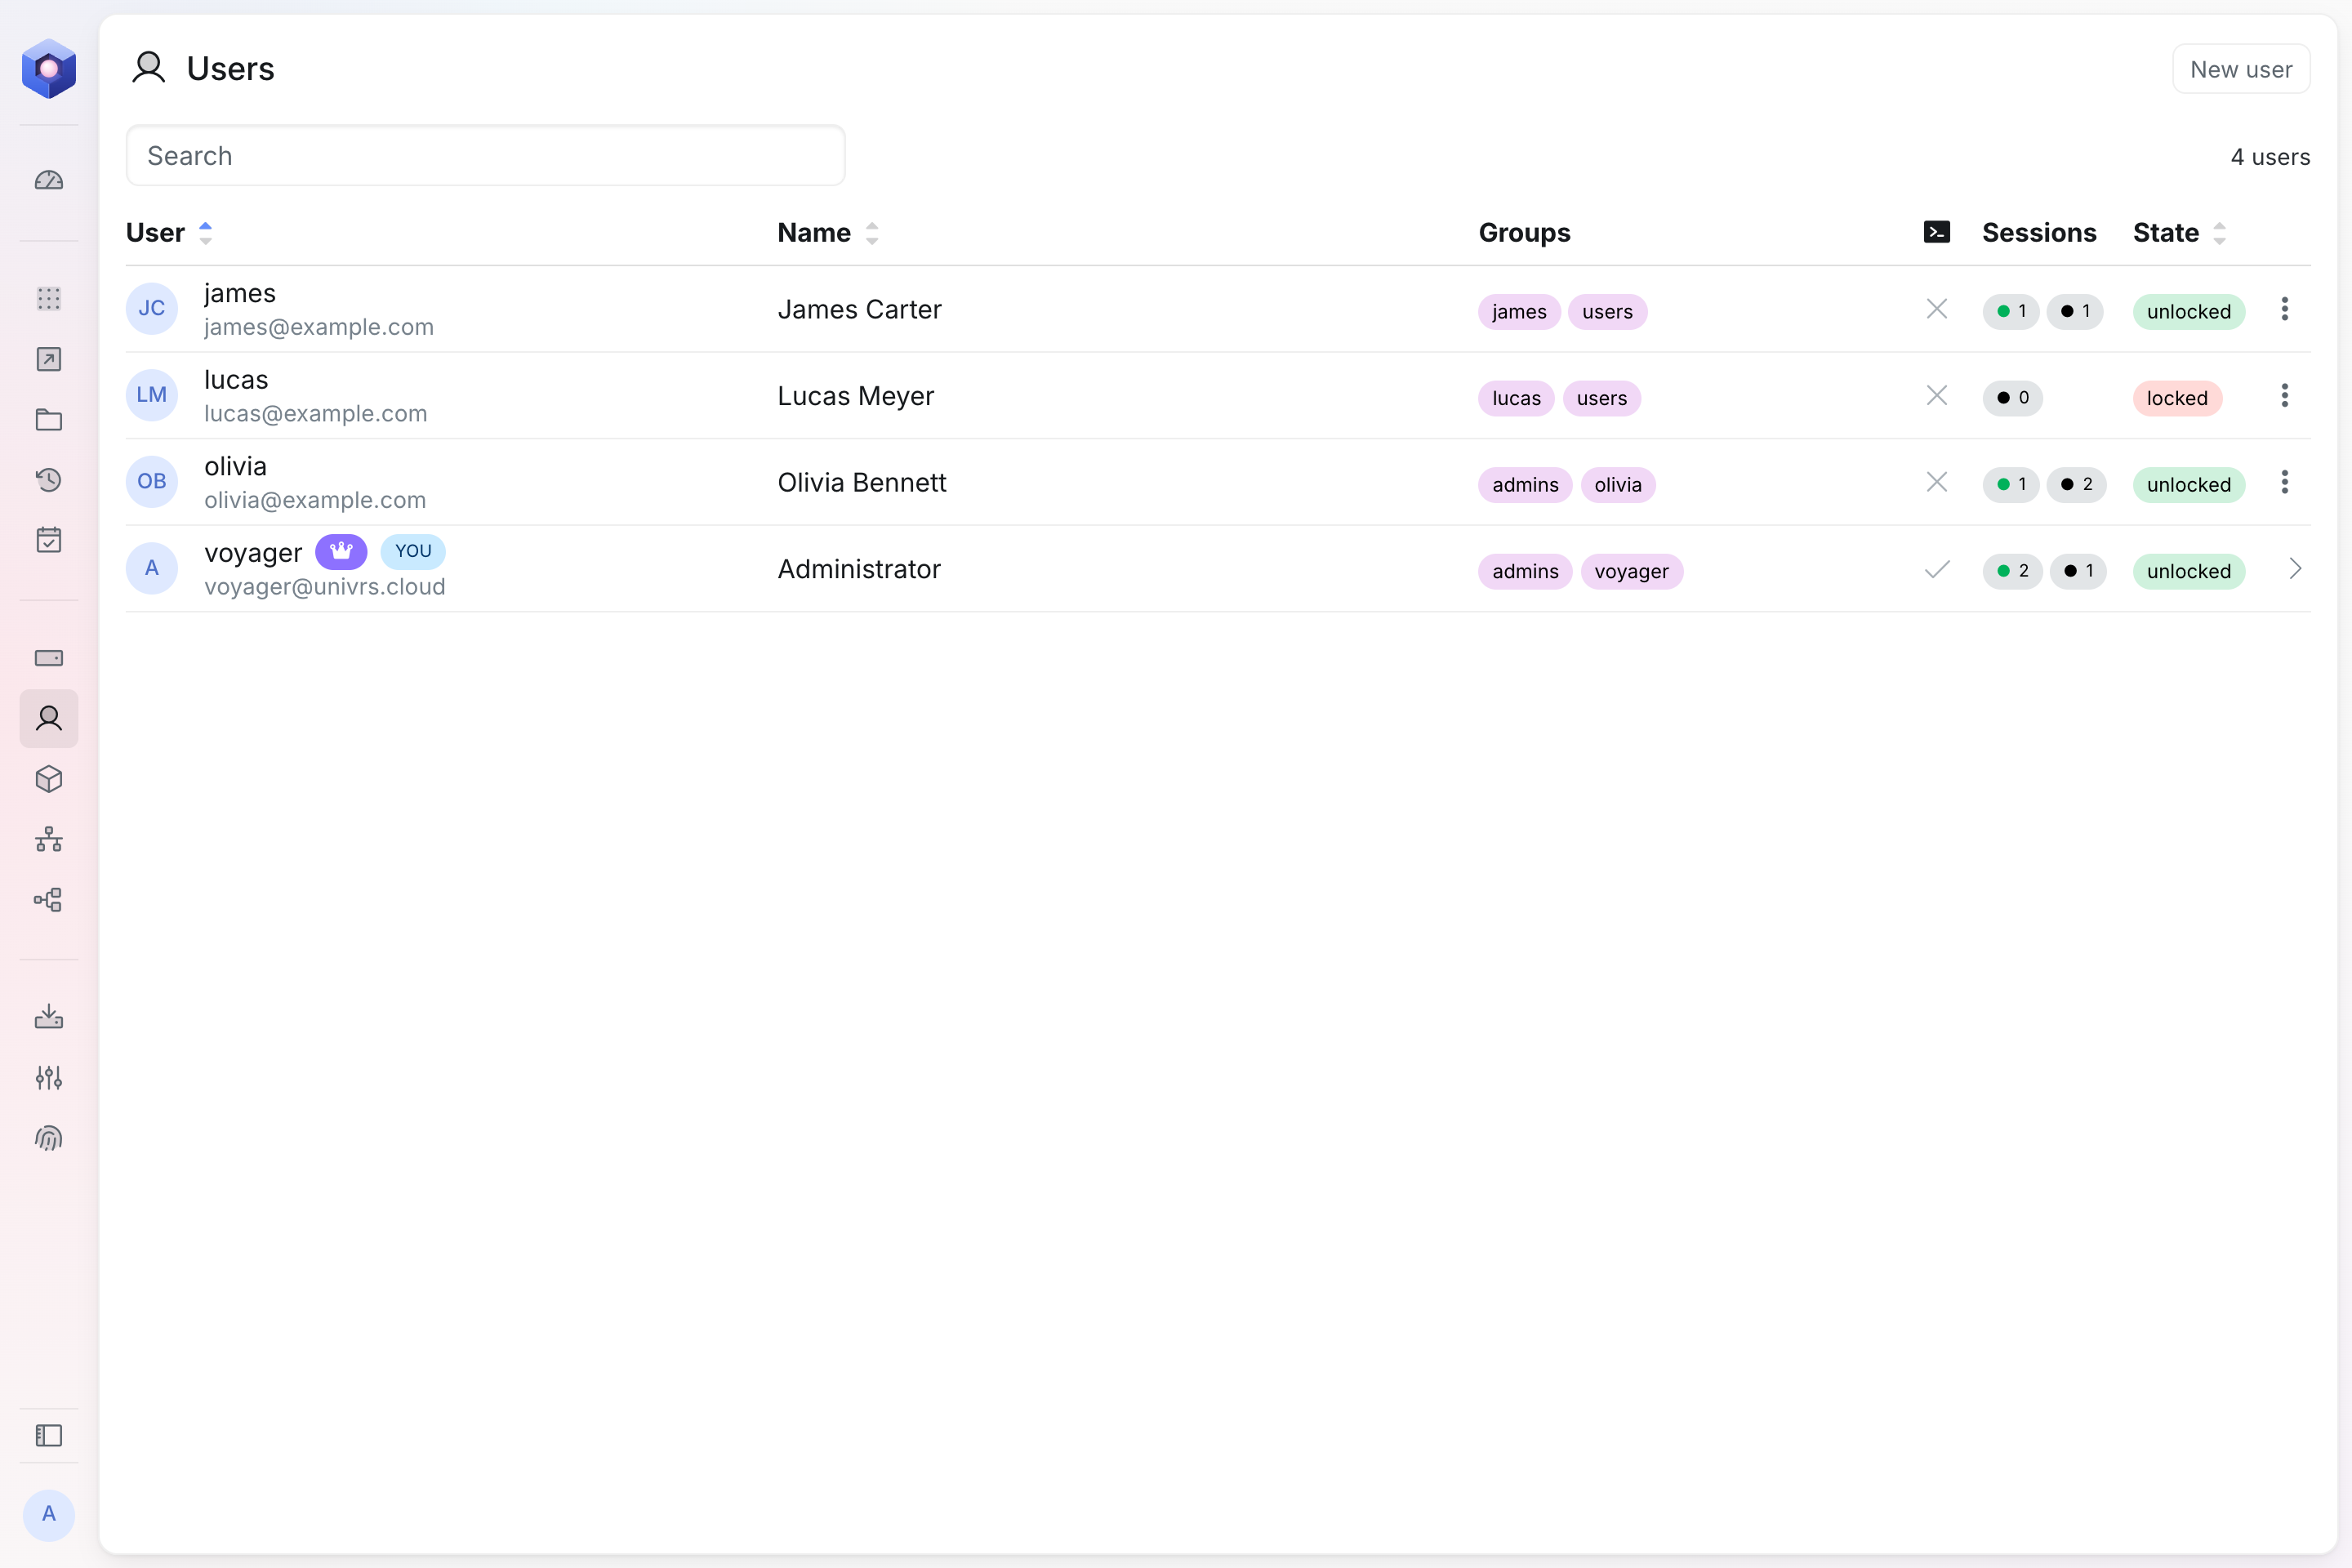 Users
New user
Search
4 users
User Name Groups Sessions State
JC james James Carter james users 1 1 unlocked
james@example.com
LM lucas Lucas Meyer lucas users 0 locked
lucas@example.com
OB olivia Olivia Bennett admins olivia 1 2 unlocked
olivia@example.com
A voyager YOU Administrator admins voyager 2 1 unlocked
voyager@univrs.cloud
A